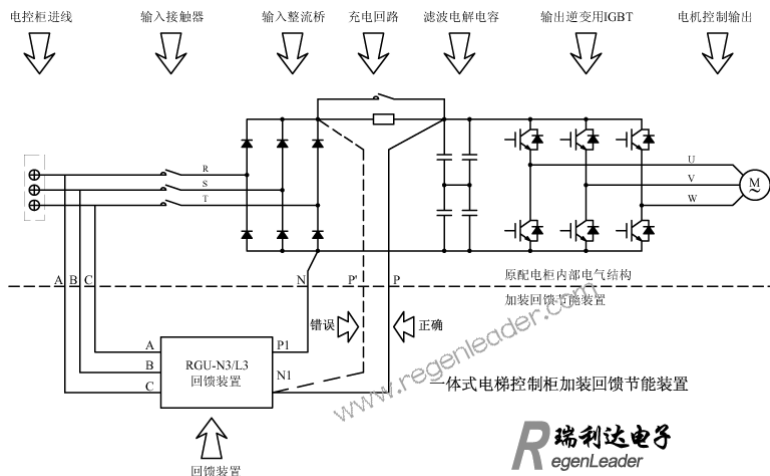 电控柜进线
输入接触器
输入整流桥
充电回路
滤波电解电容
输出逆变用IGBT
电机控制输出
R
S
T
U
V
W
M
~
A B C
N
P'
P
原配电柜内部电气结构
加装回馈节能装置
错误
正确
A
B
C
RGU-N3/L3
回馈装置
P1
N1
www.regenleader.com
一体式电梯控制柜加装回馈节能装置
回馈装置
瑞利达电子
RegenLeader